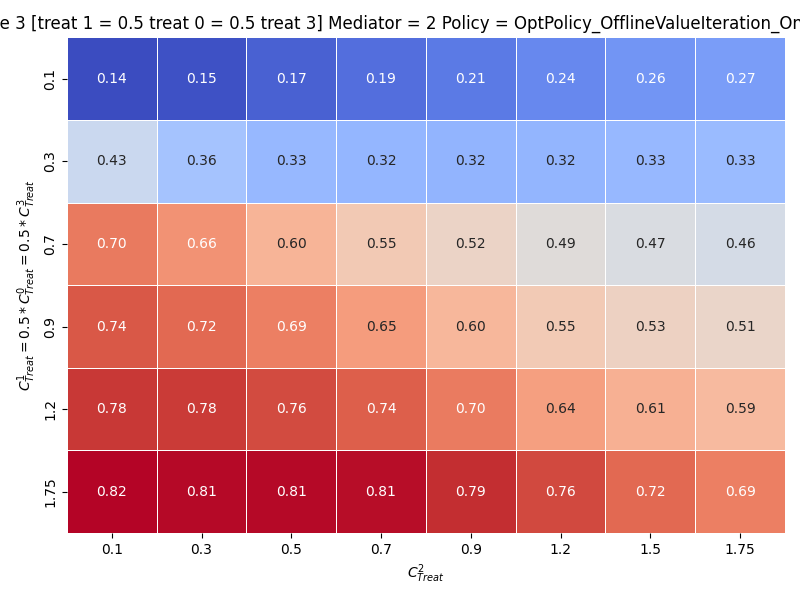 e 3 [treat 1 = 0.5 treat 0 = 0.5 treat 3] Mediator = 2 Policy = OptPolicy_OfflineValueIteration_On
0.1 0.14 0.15 0.17 0.19 0.21 0.24 0.26 0.27
0.3 0.43 0.36 0.33 0.32 0.32 0.32 0.33 0.33
0.7 0.70 0.66 0.60 0.55 0.52 0.49 0.47 0.46
0.9 0.74 0.72 0.69 0.65 0.60 0.55 0.53 0.51
1.2 0.78 0.78 0.76 0.74 0.70 0.64 0.61 0.59
1.75 0.82 0.81 0.81 0.81 0.79 0.76 0.72 0.69
0.1 0.3 0.5 0.7 0.9 1.2 1.5 1.75
$C^2_{Treat}$
$C^1_{Treat} = 0.5 * C^0_{Treat} = 0.5 * C^3_{Treat}$